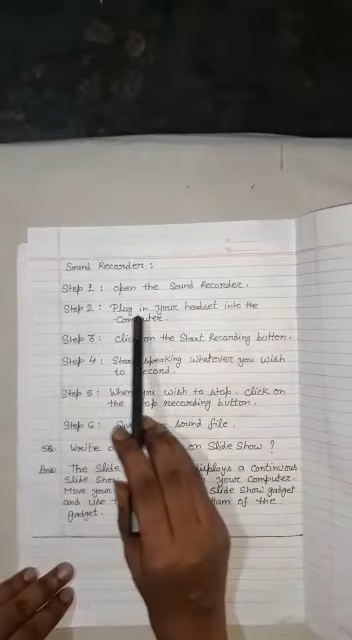 Sound Recorder :
Step 1 : open the Sound Recorder.
Step 2 : Plug in your headset into the
Computer.
Step 3 : Click on the Start Recording button.
Step 4 : Start speaking whatever you wish
to record.
Step 5 : When you wish to stop, click on
the stop recording button.
Step 6 : Save sound file.
Write on Slide Show ?
Ans The Slide displays a continuous
Slide Show your Computer.
Move your Slide Show gadget
and use of the
gadget.